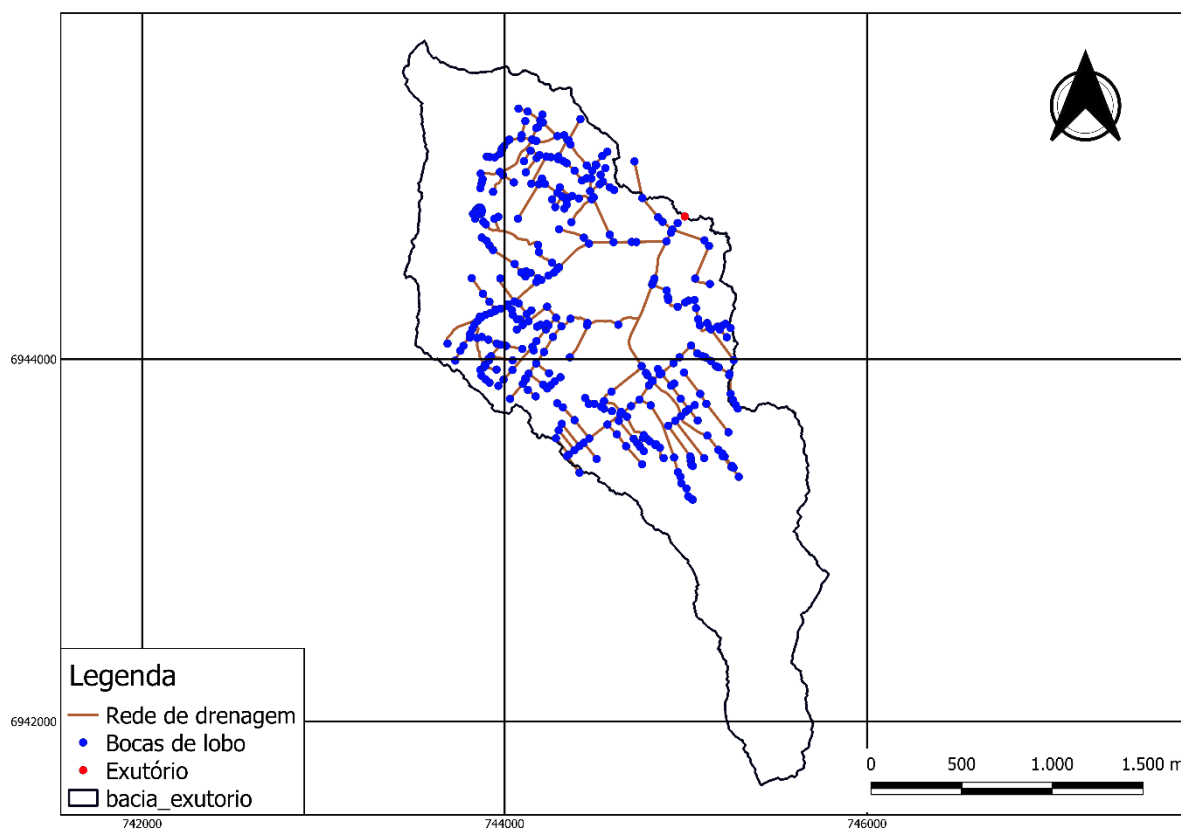 6944000
6942000
Legenda
Rede de drenagem
Bocas de lobo
Exutório
bacia_exutorio
0 500 1.000 1.500 m
742000 744000 746000